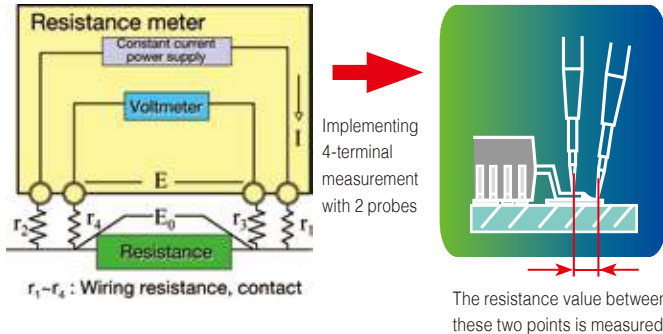 Resistance meter
Constant current
power supply
Voltmeter
I
E
r₂
r₄
E₀
r₃
r₁
Resistance
r₁~r₄ : Wiring resistance, contact
Implementing
4-terminal
measurement
with 2 probes
The resistance value between
these two points is measured